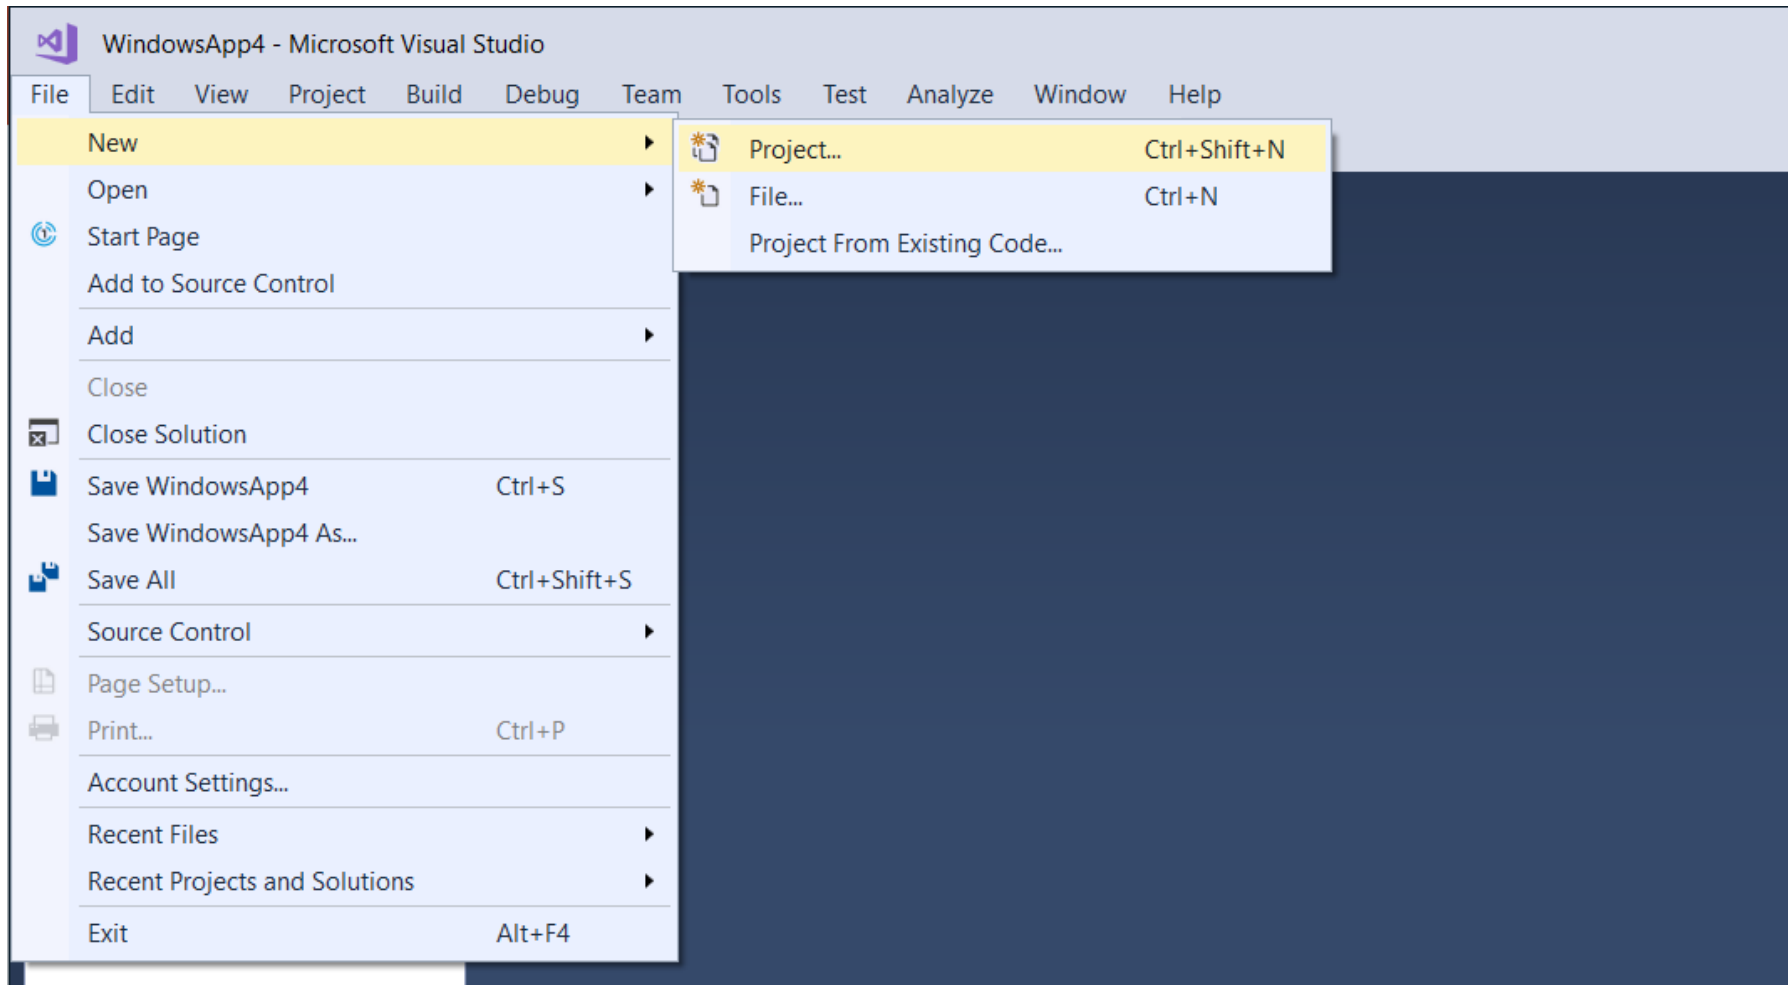 WindowsApp4 - Microsoft Visual Studio
File Edit View Project Build Debug Team Tools Test Analyze Window Help
New
Open
Start Page
Add to Source Control
Add
Close
Close Solution
Save WindowsApp4 Ctrl+S
Save WindowsApp4 As...
Save All Ctrl+Shift+S
Source Control
Page Setup...
Print... Ctrl+P
Account Settings...
Recent Files
Recent Projects and Solutions
Exit Alt+F4
Project... Ctrl+Shift+N
File... Ctrl+N
Project From Existing Code...